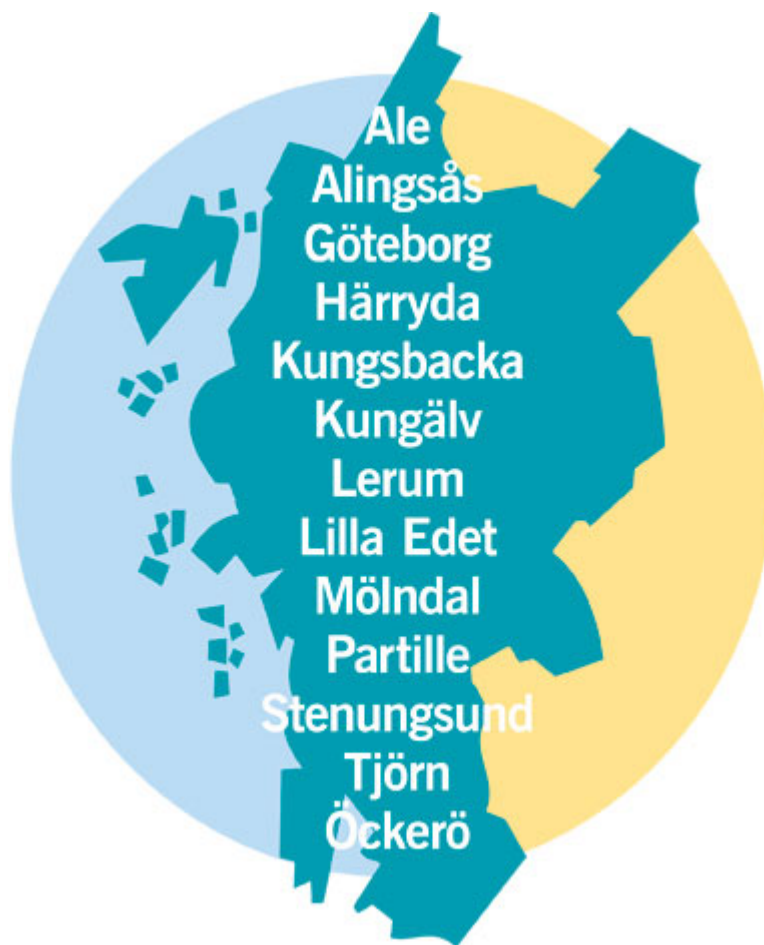 Ale
Alingsås
Göteborg
Härryda
Kungsbacka
Kungälv
Lerum
Lilla Edet
Mölndal
Partille
Stenungsund
Tjörn
Öckerö